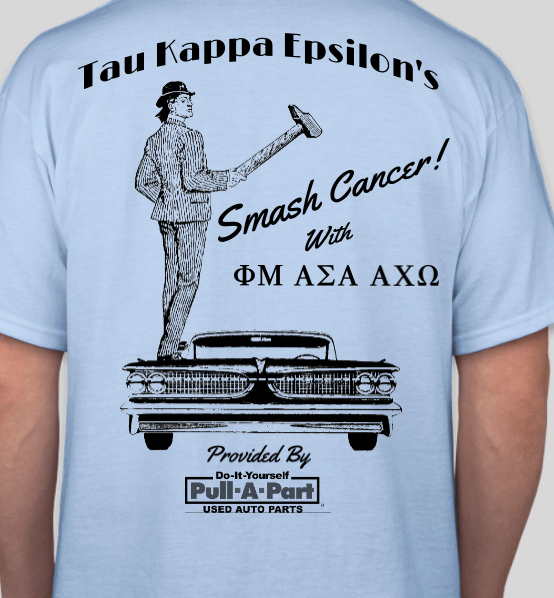 Tau Kappa Epsilon's
Smash Cancer!
With
ΦΜ ΑΣΑ ΑΧΩ
Provided By
Do-It-Yourself
Pull-A-Part
USED AUTO PARTS